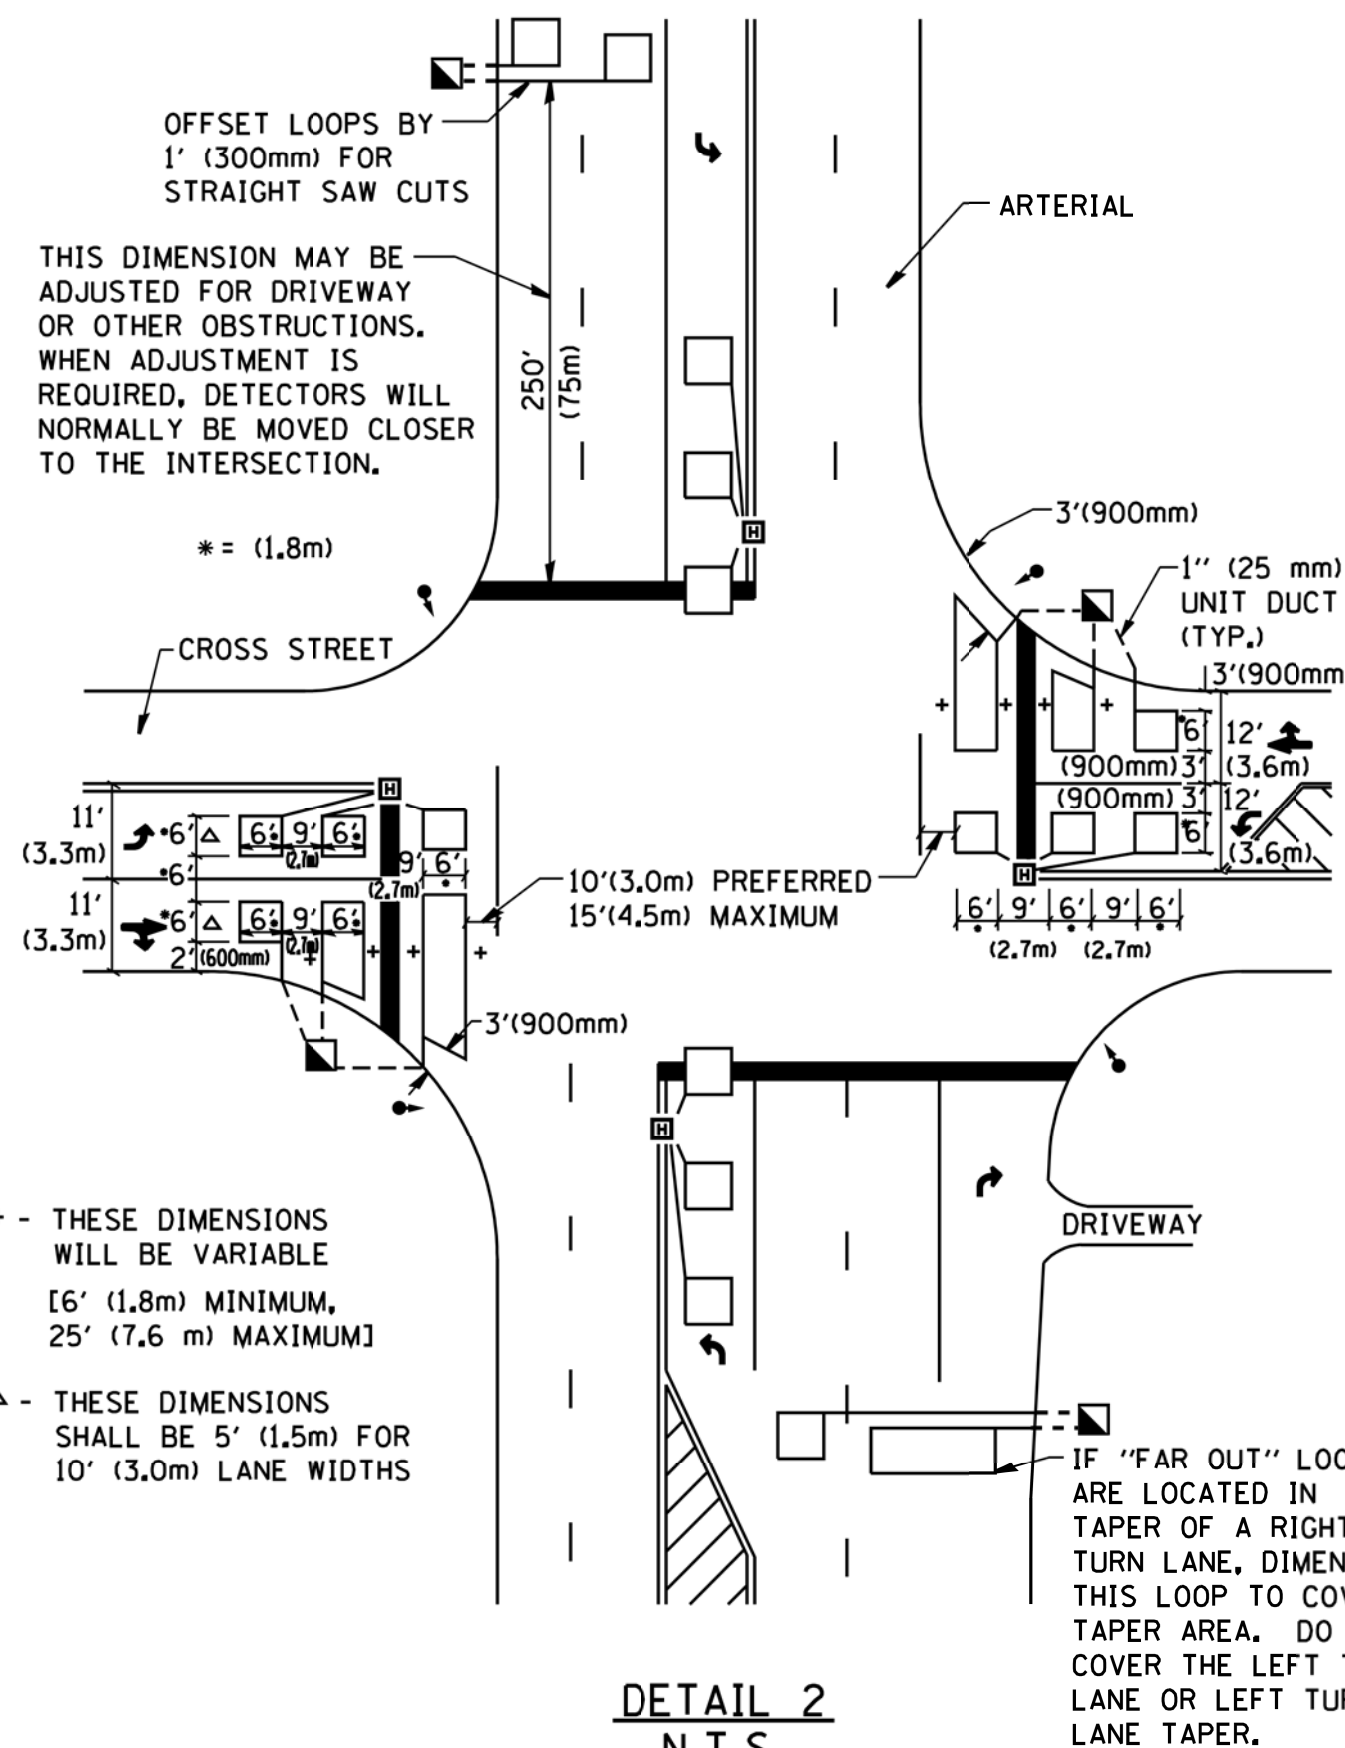 OFFSET LOOPS BY
1' (300mm) FOR
STRAIGHT SAW CUTS
ARTERIAL
THIS DIMENSION MAY BE
ADJUSTED FOR DRIVEWAY
OR OTHER OBSTRUCTIONS.
WHEN ADJUSTMENT IS
REQUIRED, DETECTORS WILL
NORMALLY BE MOVED CLOSER
TO THE INTERSECTION.
250'
(75m)
* = (1.8m)
H
3'(900mm)
1'' (25 mm)
UNIT DUCT
(TYP.)
CROSS STREET
3'(900mm
+ + + +
*6'
12'
(3.6m)
(900mm) 3'
(900mm) 3'
12'
*6'
(3.6m)
H
6' 9' 6' 9' 6'
* * *
(2.7m) (2.7m)
H
11'
(3.3m)
*6' △ 6'* 9' 6'*
(2.7m)
9' 6'
*
(2.7m)
*6'
11'
(3.3m)
*6' △ 6'* 9' 6'*
(2.7m)
2' (600mm)
+ + + +
10'(3.0m) PREFERRED
15'(4.5m) MAXIMUM
3'(900mm)
H
DRIVEWAY
- THESE DIMENSIONS
WILL BE VARIABLE
[6' (1.8m) MINIMUM,
25' (7.6 m) MAXIMUM]
- THESE DIMENSIONS
SHALL BE 5' (1.5m) FOR
10' (3.0m) LANE WIDTHS
IF "FAR OUT" LOO
ARE LOCATED IN
TAPER OF A RIGHT
TURN LANE, DIMEN
THIS LOOP TO COV
TAPER AREA. DO
COVER THE LEFT T
LANE OR LEFT TUR
LANE TAPER.
DETAIL 2
N.T.S.